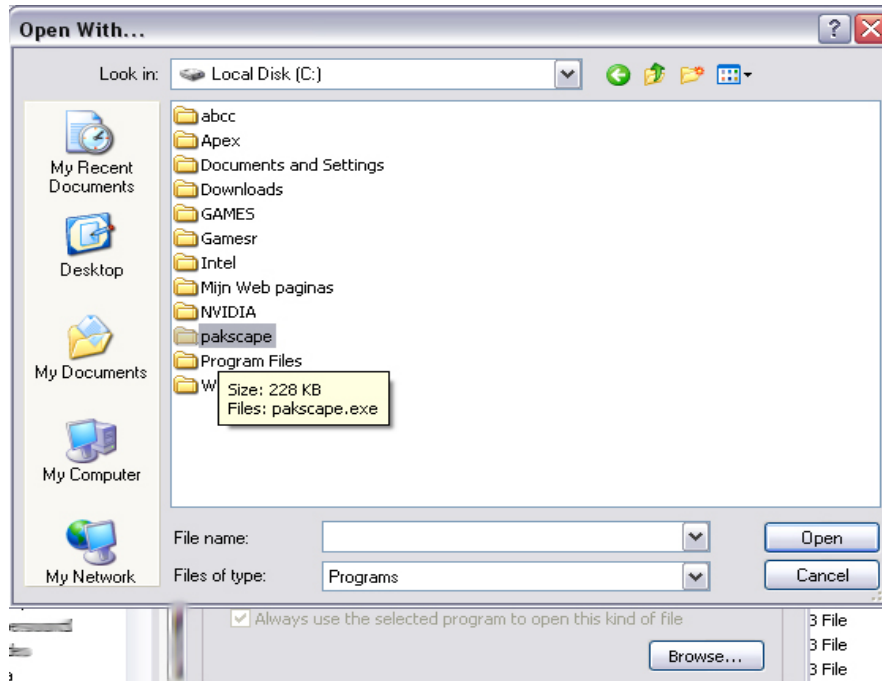 Open With...
Look in: Local Disk (C:)
My Recent
Documents
Desktop
My Documents
My Computer
My Network
abcc
Apex
Documents and Settings
Downloads
GAMES
Gamesr
Intel
Mijn Web paginas
NVIDIA
pakscape
Program Files
W
Size: 228 KB
Files: pakscape.exe
File name:
Open
Files of type: Programs
Cancel
Always use the selected program to open this kind of file
Browse...
3 File
3 File
3 File